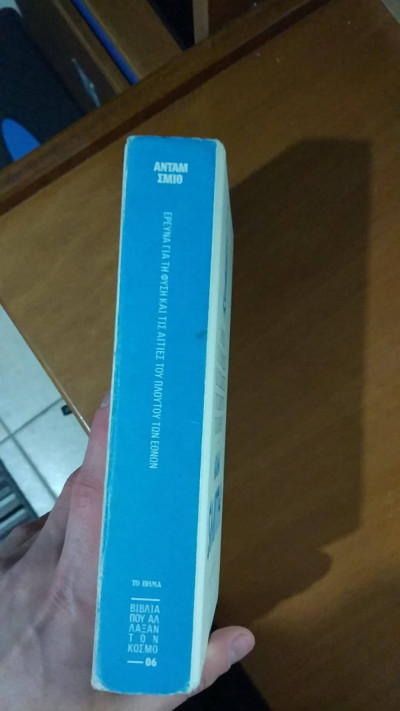 ΑΝΤΑΜ
ΣΜΙΘ
ΕΡΕΥΝΑ ΓΙΑ ΤΗ ΦΥΣΗ ΚΑΙ ΤΙΣ ΑΙΤΙΕΣ ΤΟΥ ΠΛΟΥΤΟΥ ΤΩΝ ΕΘΝΩΝ
ΤΟ ΒΗΜΑ
ΒΙΒΛΙΑ
ΠΟΥ ΑΛ
ΛΑΞΑΝ
ΤΟΝ
ΚΟΣΜΟ
06